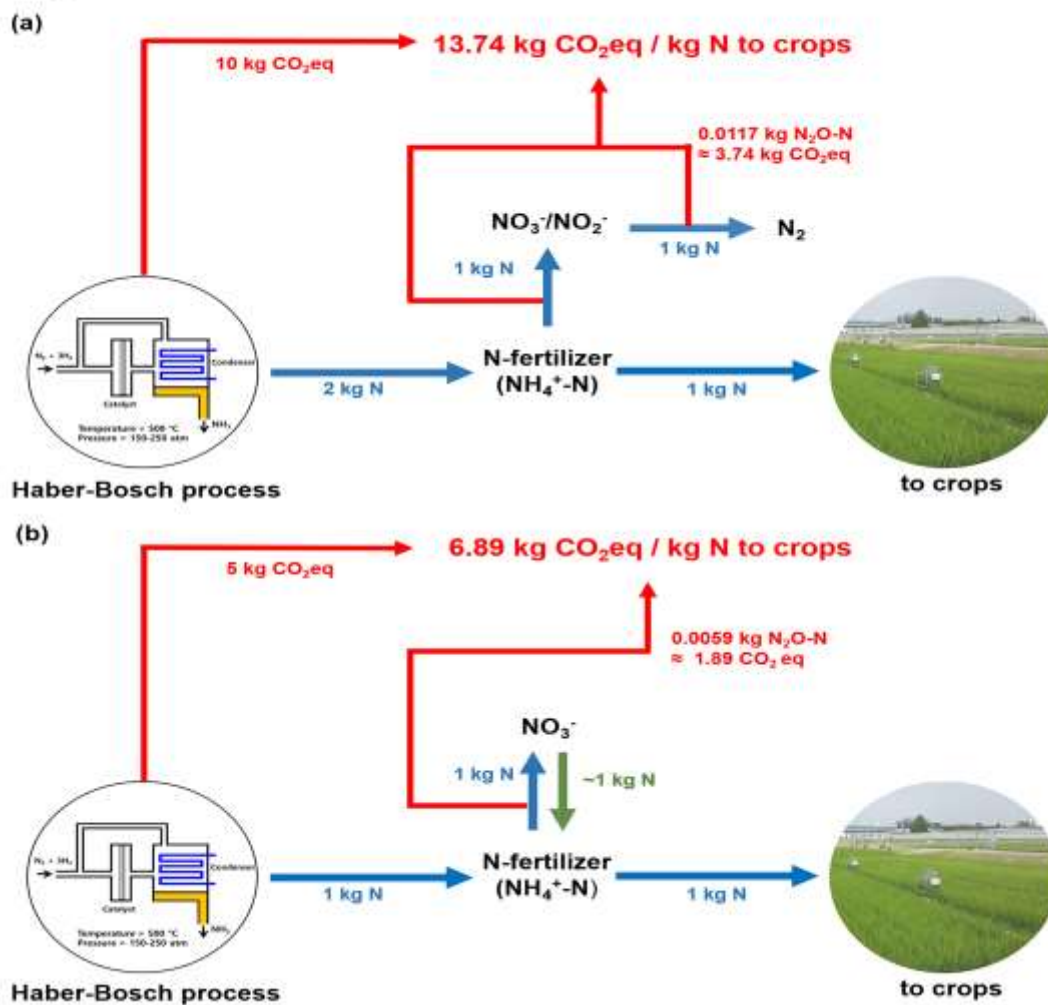 (a)
13.74 kg CO₂eq / kg N to crops
10 kg CO₂eq
0.0117 kg N₂O-N
≈ 3.74 kg CO₂eq
NO₃⁻/NO₂⁻
N₂
1 kg N
1 kg N
N₂ + 3H₂
Condenser
Catalyst
NH₃
Temperature = 500 °C
Pressure = 150-250 atm
2 kg N
N-fertilizer
(NH₄⁺-N)
1 kg N
Haber-Bosch process
to crops
(b)
6.89 kg CO₂eq / kg N to crops
5 kg CO₂eq
0.0059 kg N₂O-N
≈ 1.89 CO₂ eq
NO₃⁻
1 kg N
~1 kg N
N₂ + 3H₂
Condenser
Catalyst
NH₃
Temperature = 500 °C
Pressure = 150-250 atm
1 kg N
N-fertilizer
(NH₄⁺-N)
1 kg N
Haber-Bosch process
to crops